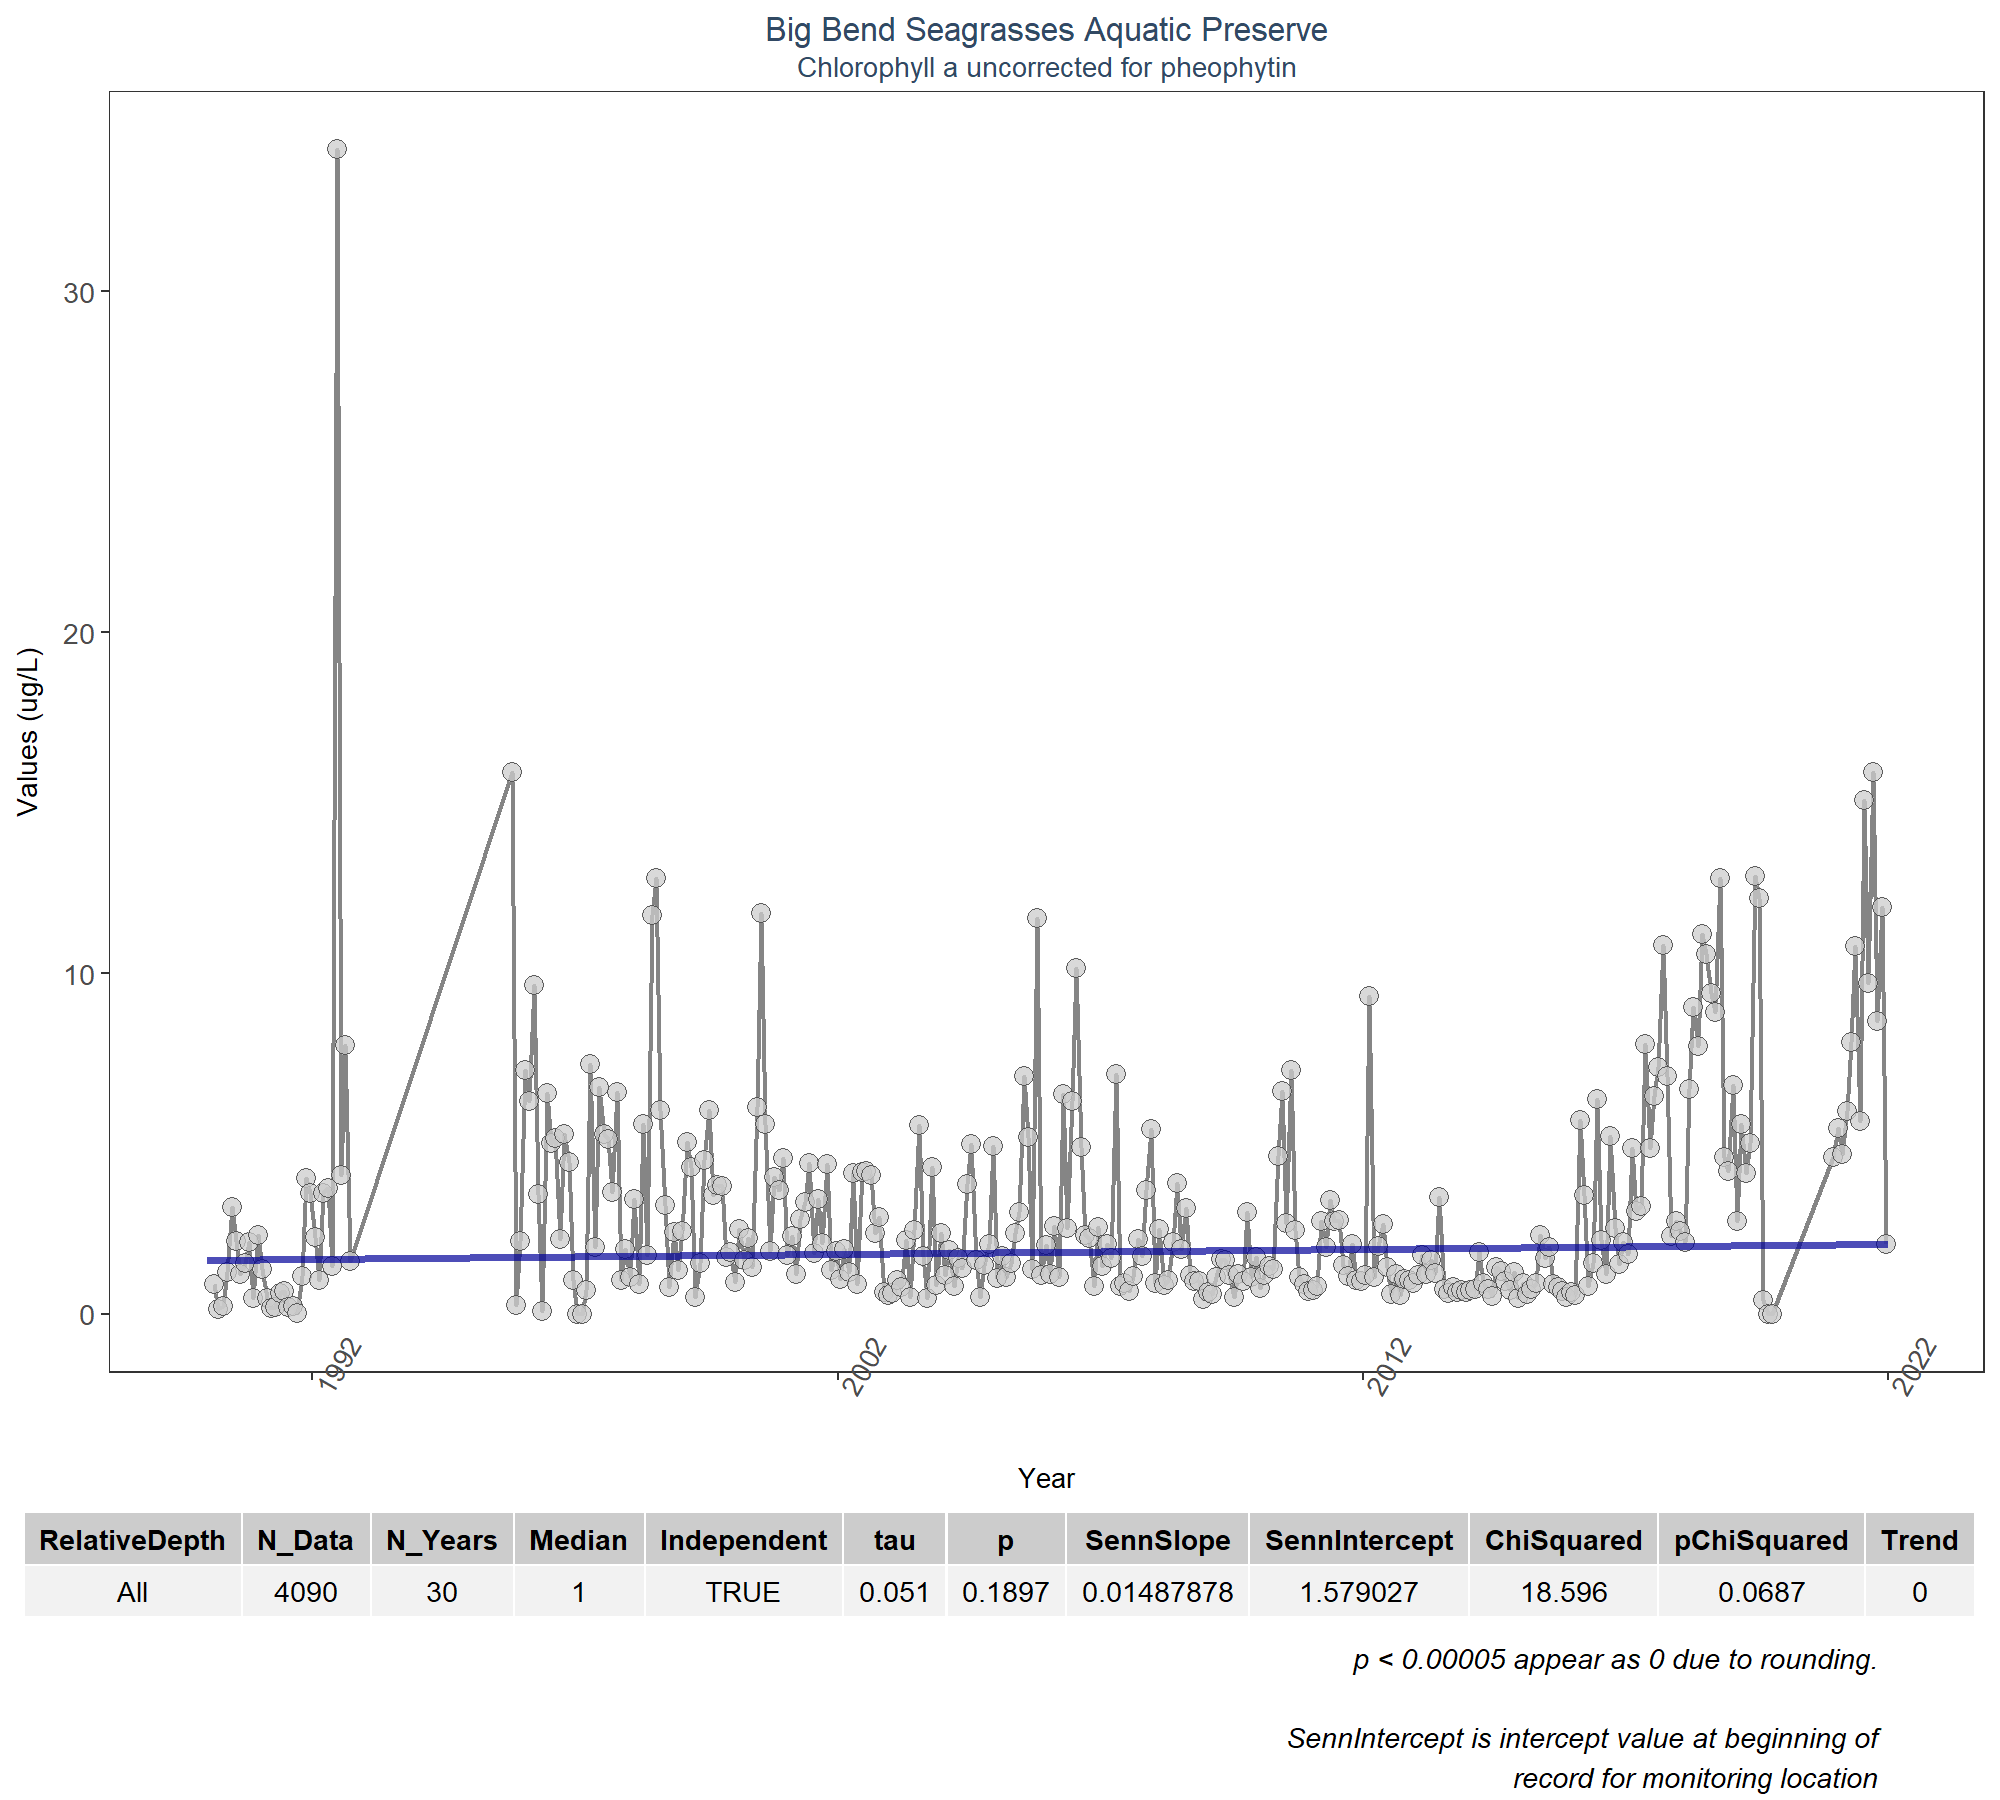 Big Bend Seagrasses Aquatic Preserve
Chlorophyll a uncorrected for pheophytin
30
20
10
0
Values (ug/L)
1992
2002
2012
2022
Year
RelativeDepth N_Data N_Years Median Independent tau p SennSlope SennIntercept ChiSquared pChiSquared Trend
All 4090 30 1 TRUE 0.051 0.1897 0.01487878 1.579027 18.596 0.0687 0
p < 0.00005 appear as 0 due to rounding.
SennIntercept is intercept value at beginning of
record for monitoring location